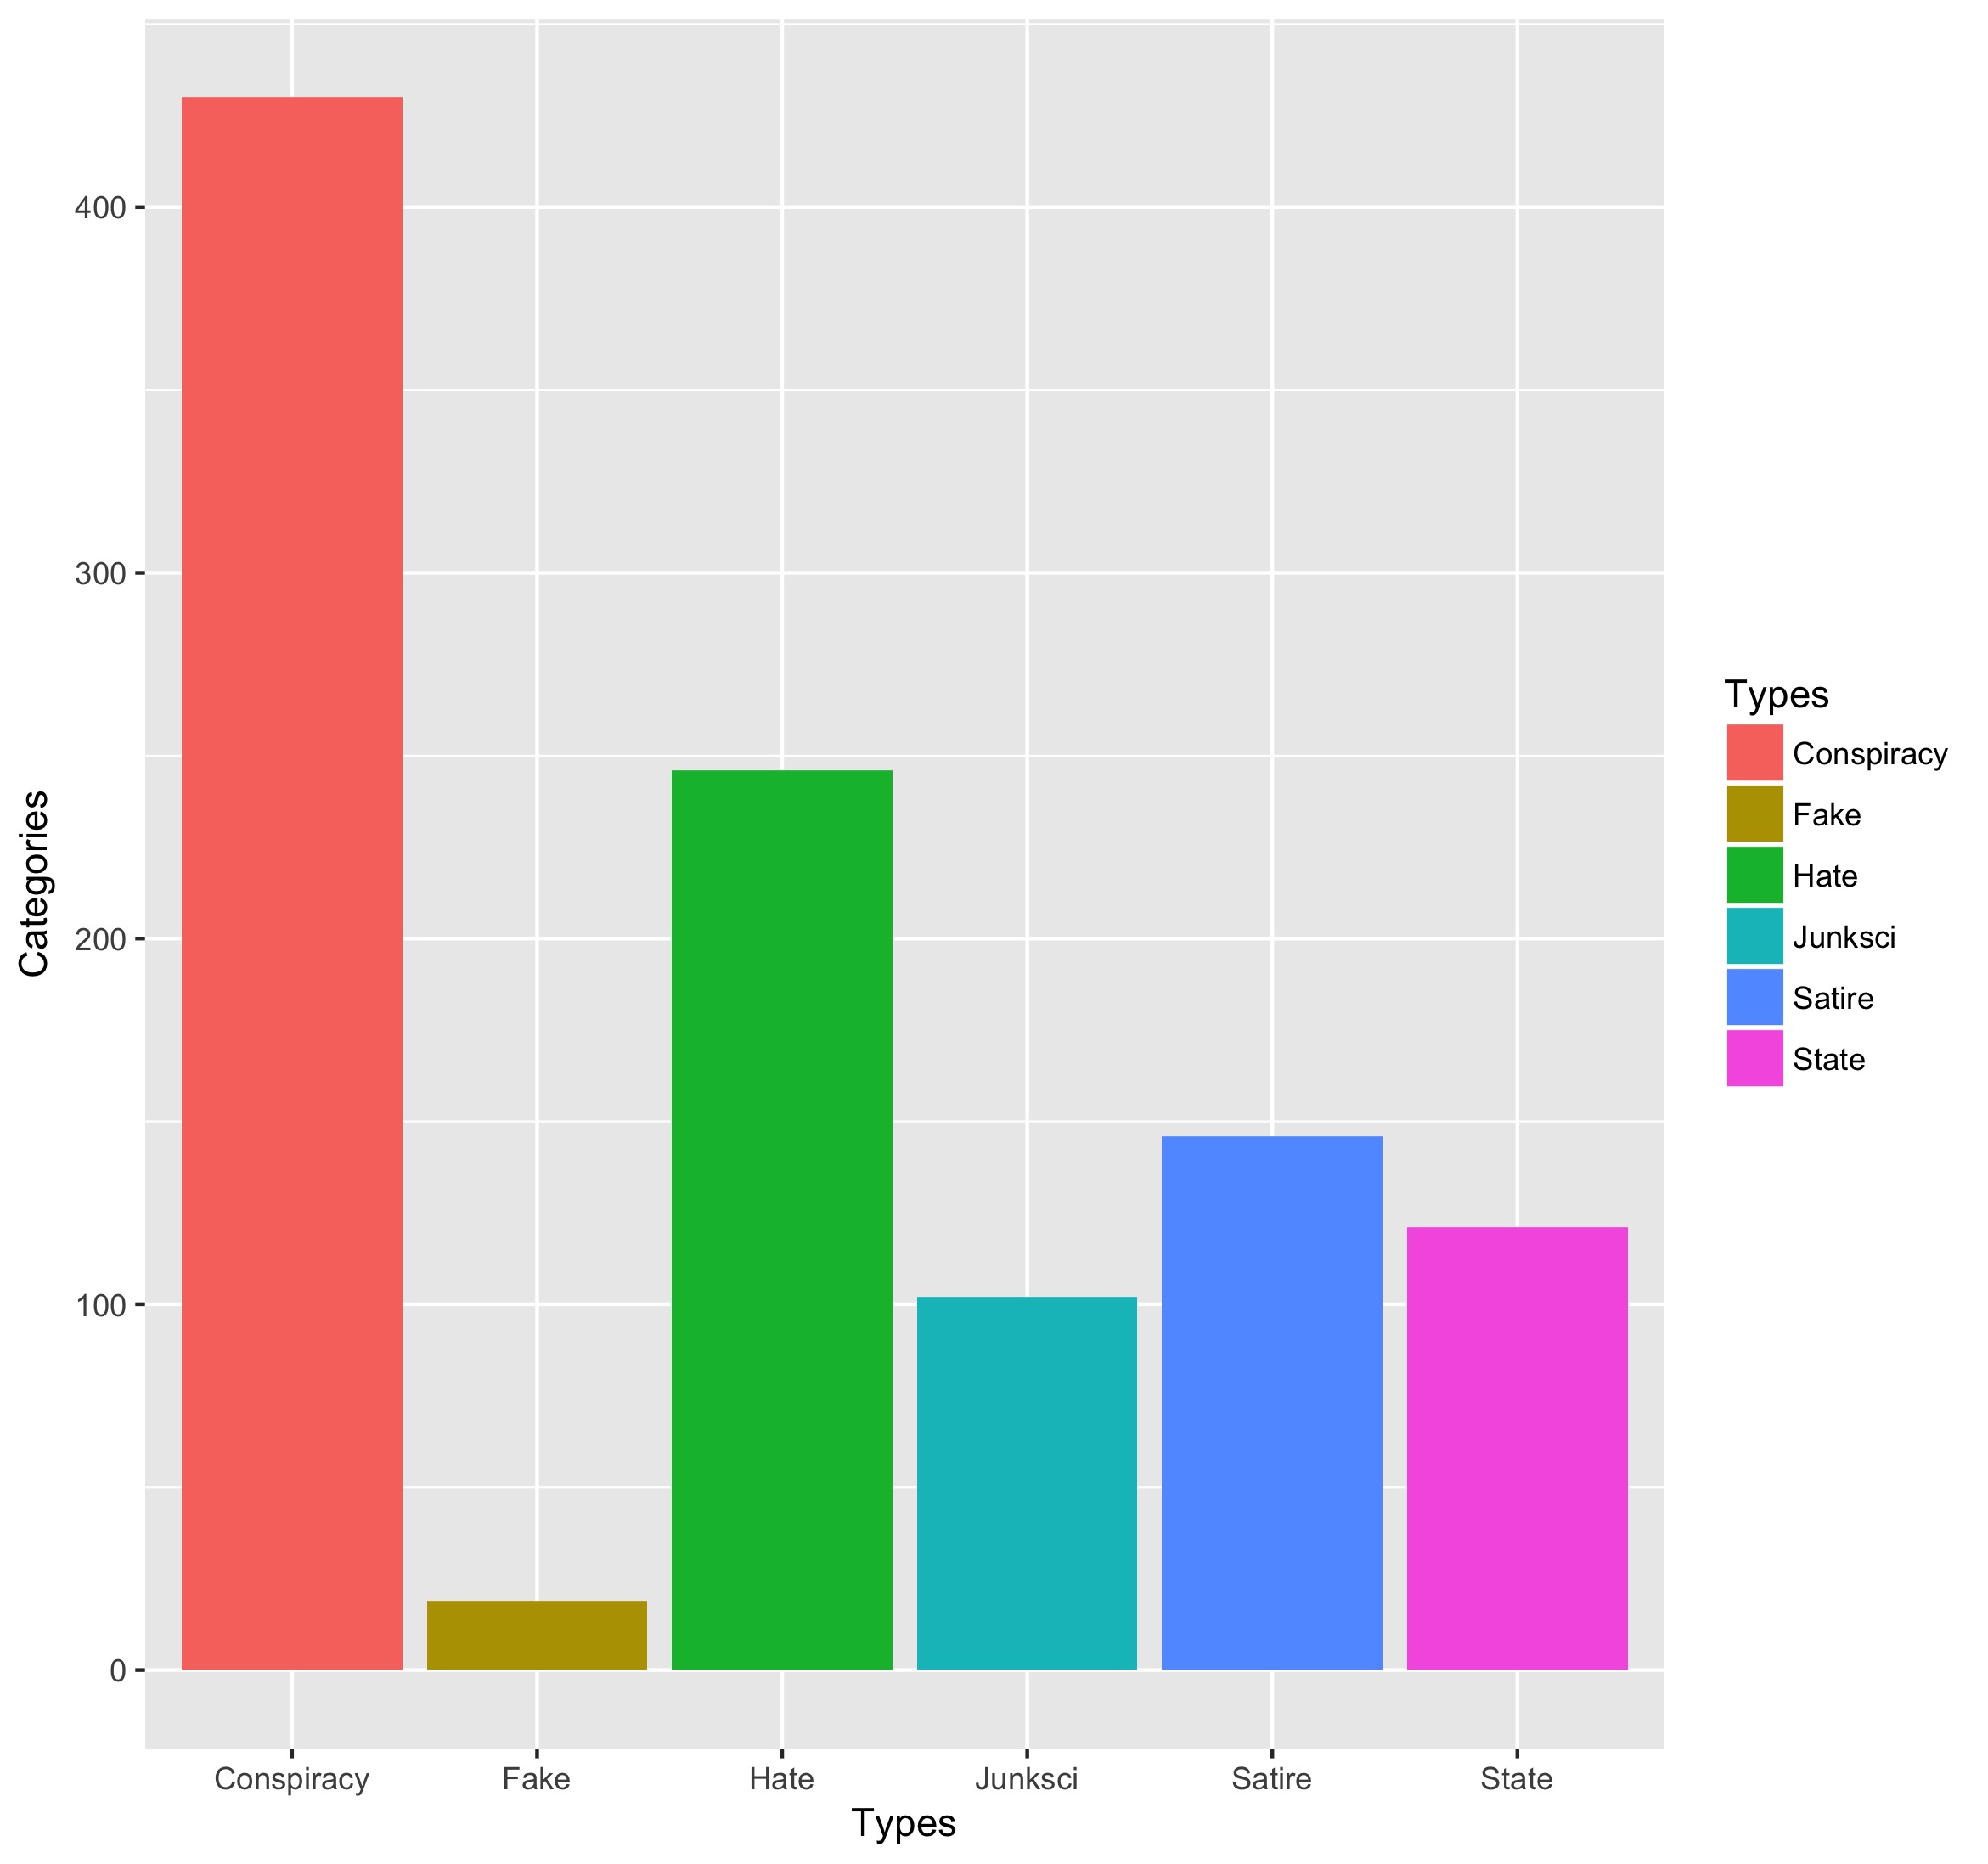 Categories
400
300
200
100
0
Conspiracy Fake Hate Junksci Satire State
Types
Types
Conspiracy
Fake
Hate
Junksci
Satire
State